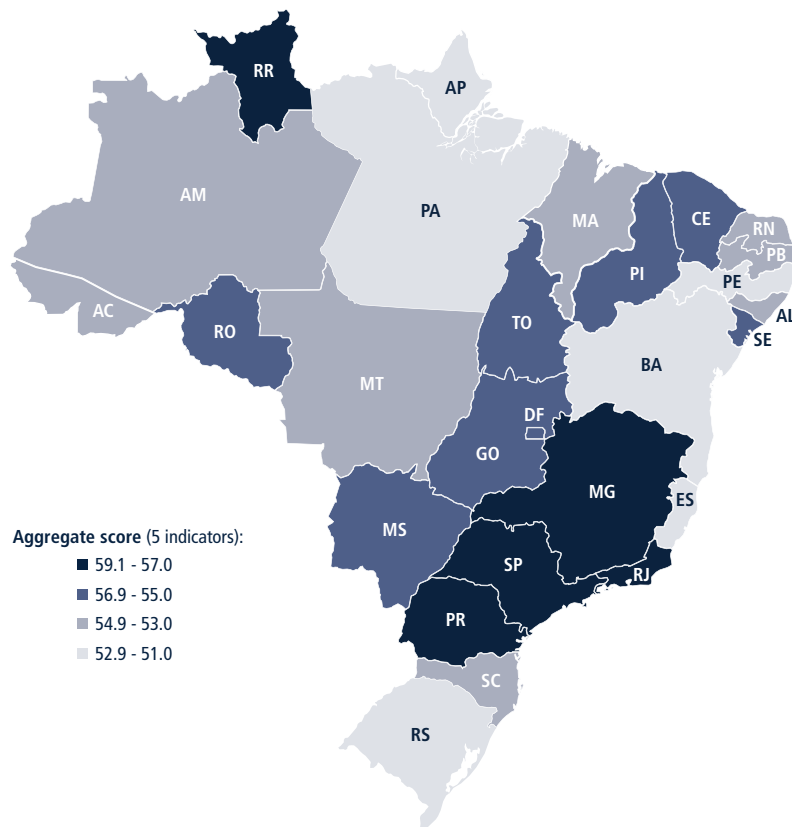 RR
AP
AM
PA
MA
CE
RN
PB
PI
PE
AL
AC
RO
TO
SE
BA
MT
DF
GO
MG
ES
MS
SP
RJ
PR
SC
RS
Aggregate score (5 indicators):
59.1 - 57.0
56.9 - 55.0
54.9 - 53.0
52.9 - 51.0